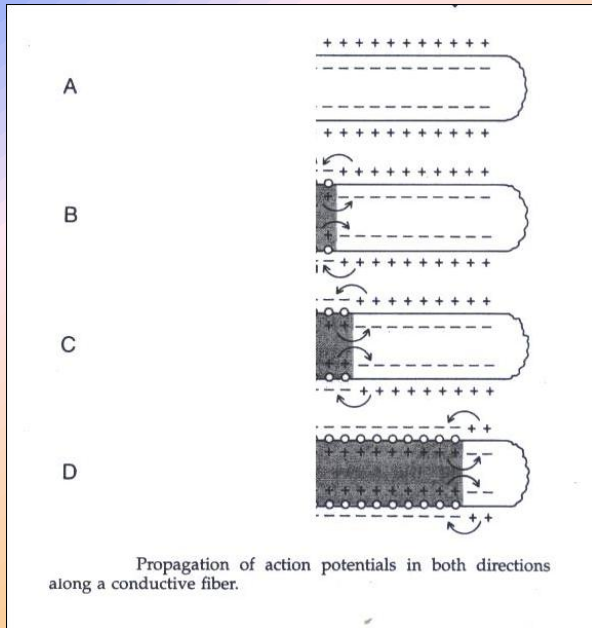 + + + + + + + + + + +
A
+ + + + + + + + + + +
B
C
D
Propagation of action potentials in both directions
along a conductive fiber.